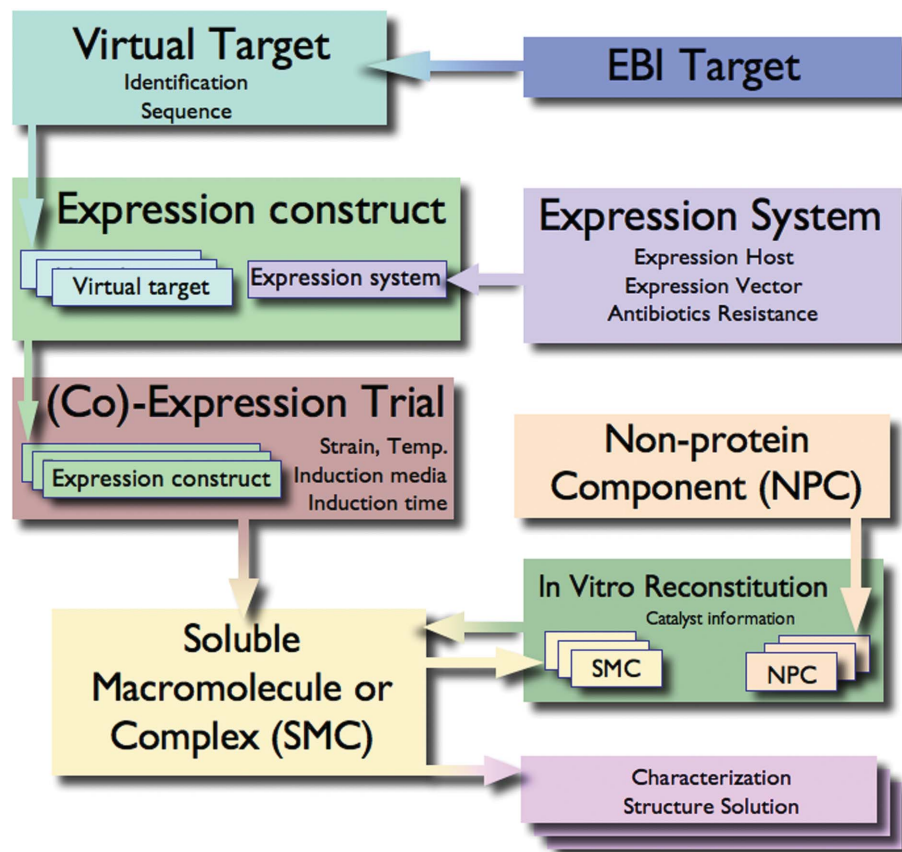 Virtual Target
Identification
Sequence
EBI Target
Expression construct
Virtual target
Expression system
Expression System
Expression Host
Expression Vector
Antibiotics Resistance
(Co)-Expression Trial
Strain, Temp.
Induction media
Induction time
Expression construct
Non-protein
Component (NPC)
In Vitro Reconstitution
Catalyst information
SMC
NPC
Soluble
Macromolecule or
Complex (SMC)
Characterization
Structure Solution